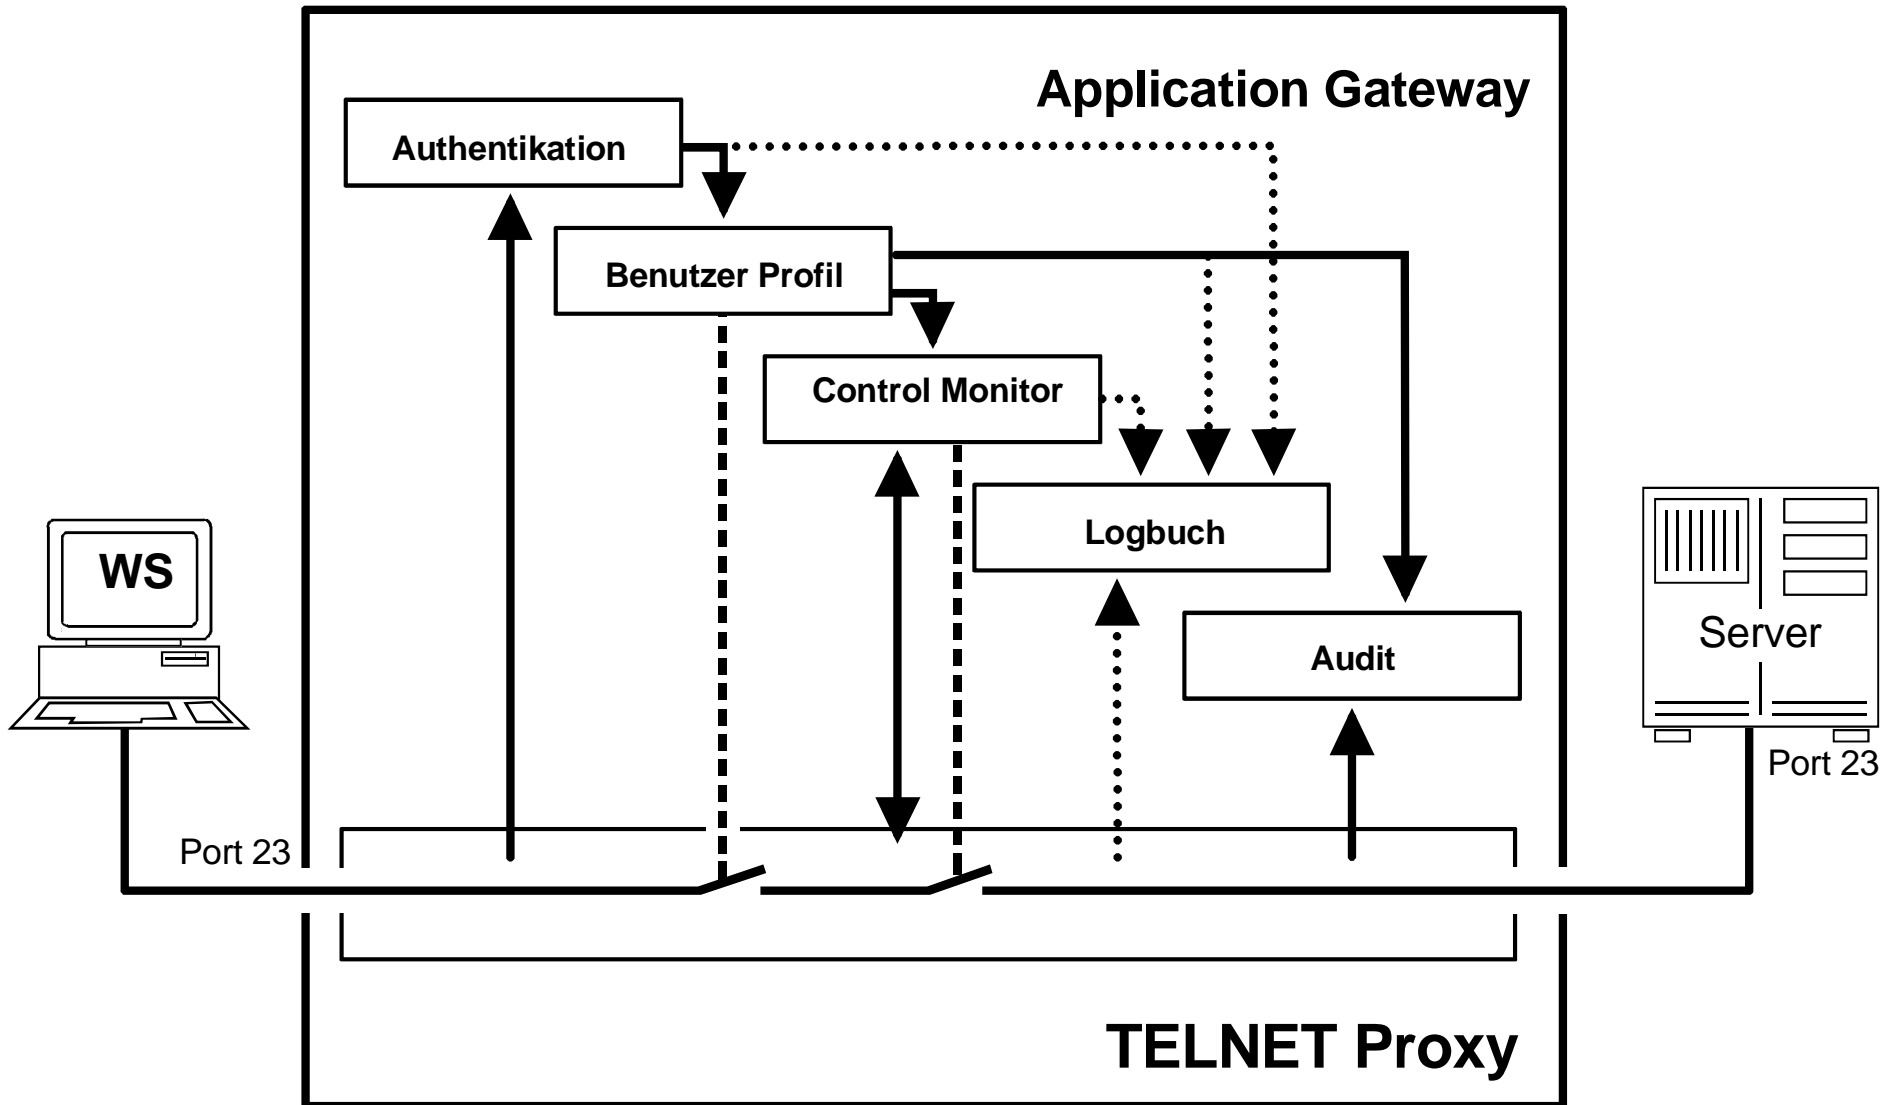 Application Gateway
Authentikation
Benutzer Profil
Control Monitor
Logbuch
WS
Audit
Server
Port 23
Port 23
TELNET Proxy